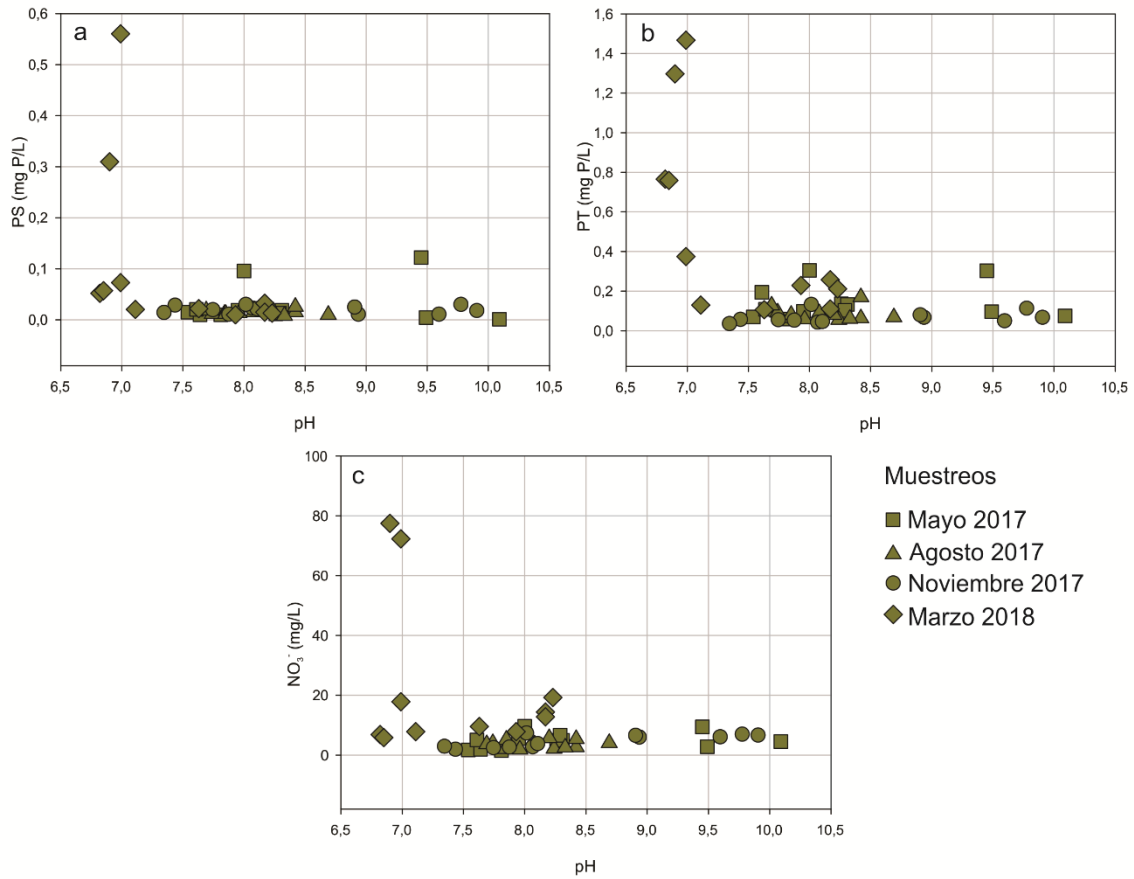 a
PS (mg P/L)
0,6
0,5
0,4
0,3
0,2
0,1
0,0
6,5 7,0 7,5 8,0 8,5 9,0 9,5 10,0 10,5
pH
b
PT (mg P/L)
1,6
1,4
1,2
1,0
0,8
0,6
0,4
0,2
0,0
6,5 7,0 7,5 8,0 8,5 9,0 9,5 10,0 10,5
pH
c
NO₃⁻ (mg/L)
100
80
60
40
20
0
6,5 7,0 7,5 8,0 8,5 9,0 9,5 10,0 10,5
pH
Muestreos
Mayo 2017
Agosto 2017
Noviembre 2017
Marzo 2018